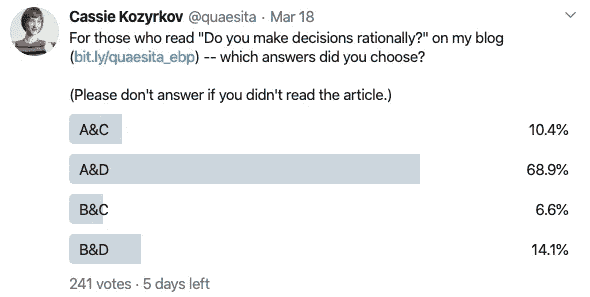 Cassie Kozyrkov @quaesita · Mar 18
For those who read "Do you make decisions rationally?" on my blog
(bit.ly/quaesita_ebp) -- which answers did you choose?
(Please don't answer if you didn't read the article.)
A&C 10.4%
A&D 68.9%
B&C 6.6%
B&D 14.1%
241 votes · 5 days left